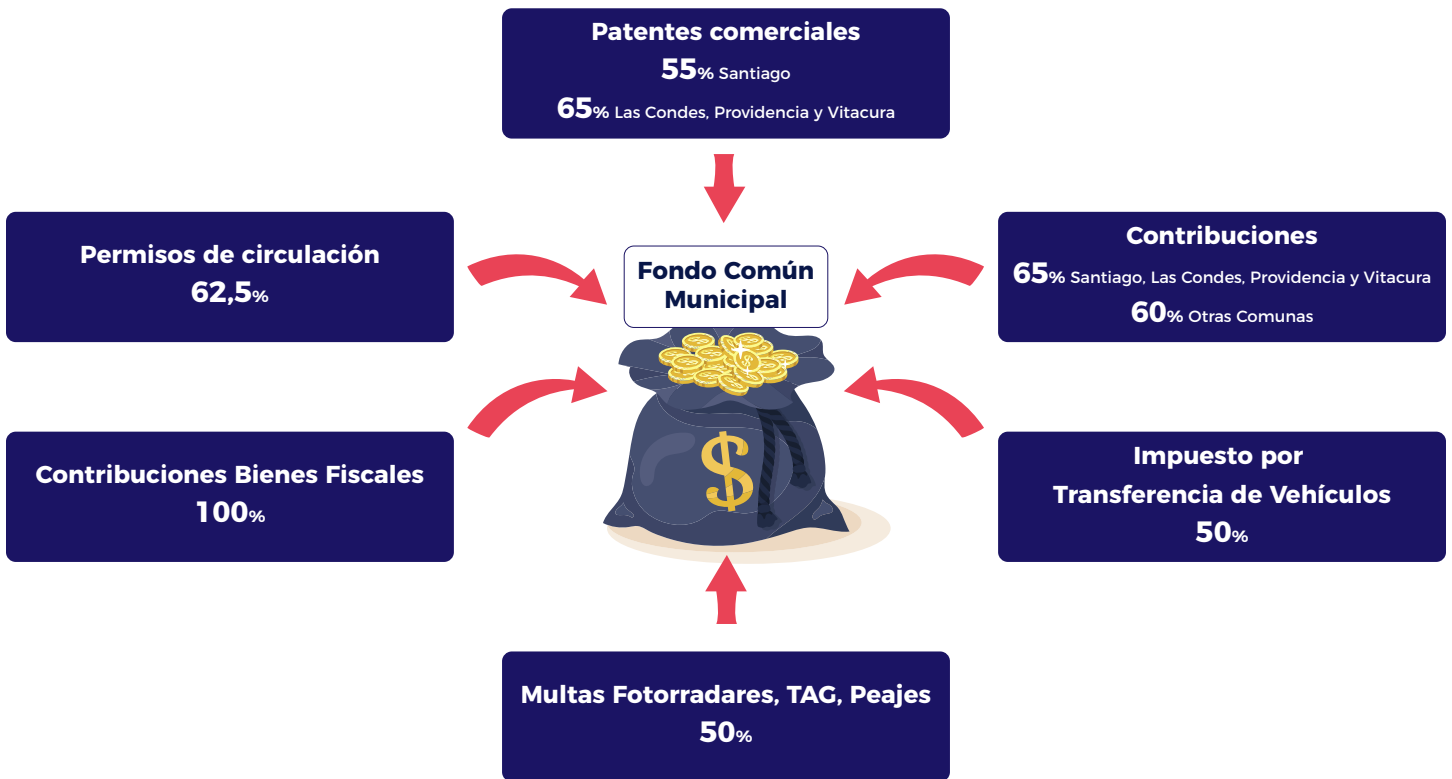 Patentes comerciales
55% Santiago
65% Las Condes, Providencia y Vitacura
Permisos de circulación
62,5%
Fondo Común
Municipal
Contribuciones
65% Santiago, Las Condes, Providencia y Vitacura
60% Otras Comunas
Contribuciones Bienes Fiscales
100%
$
Impuesto por
Transferencia de Vehículos
50%
Multas Fotorradares, TAG, Peajes
50%